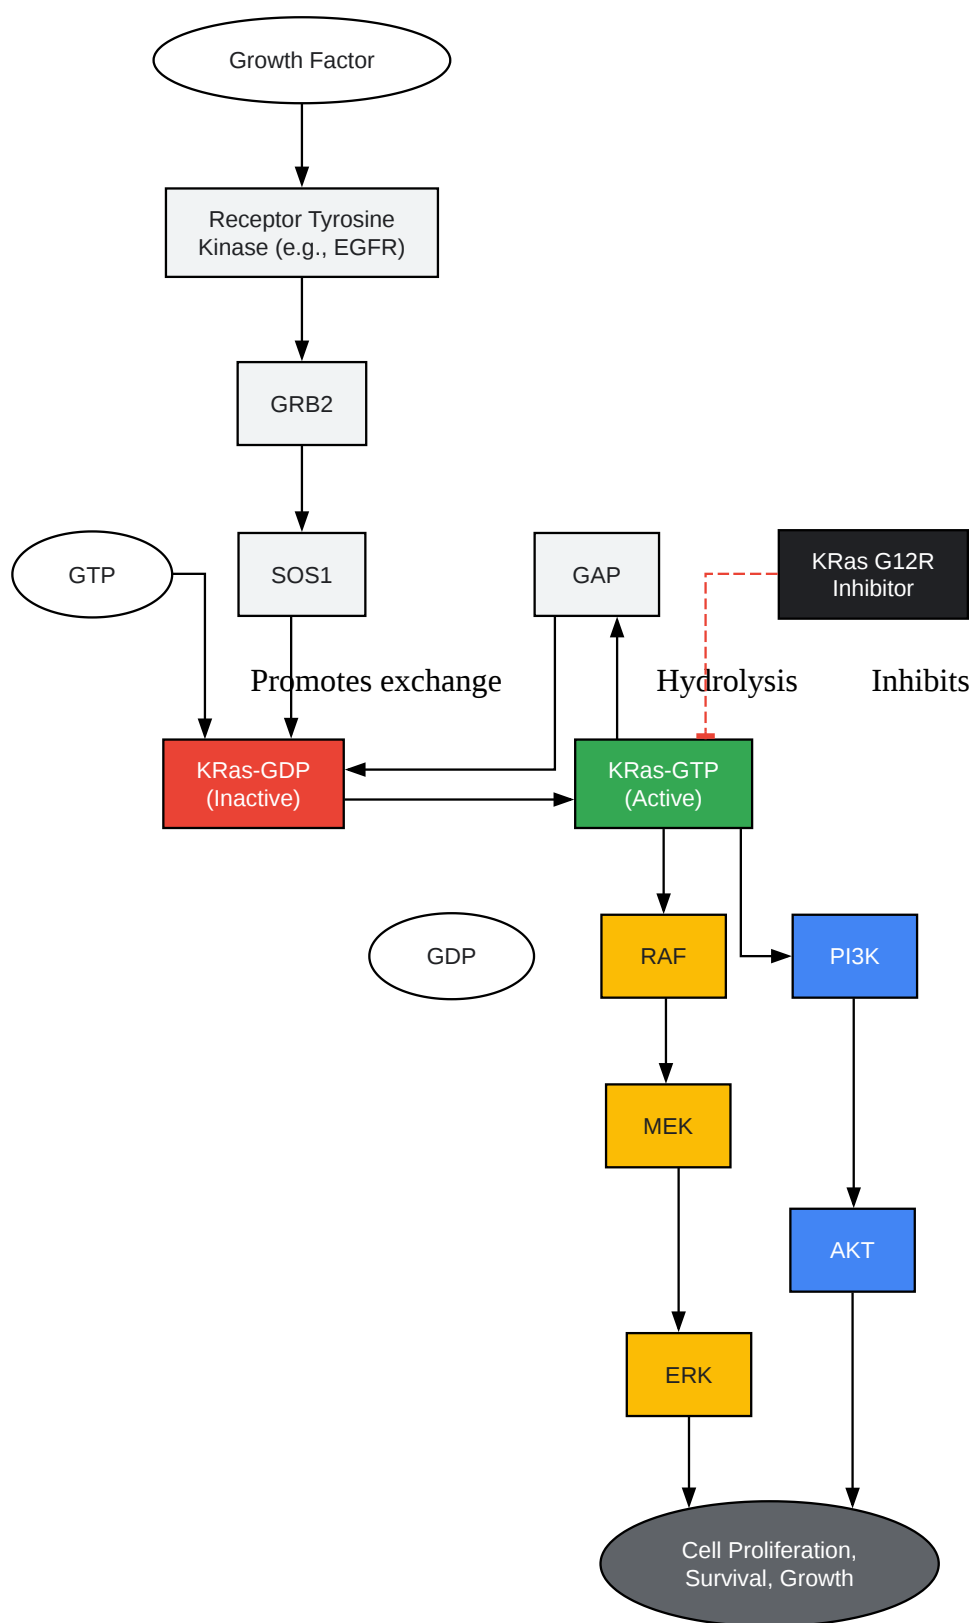 Growth Factor
Receptor Tyrosine
Kinase (e.g., EGFR)
GRB2
GTP
SOS1
GAP
KRas G12R
Inhibitor
Promotes exchange
Hydrolysis
Inhibits
KRas-GDP
(Inactive)
KRas-GTP
(Active)
GDP
RAF
PI3K
MEK
AKT
ERK
Cell Proliferation,
Survival, Growth